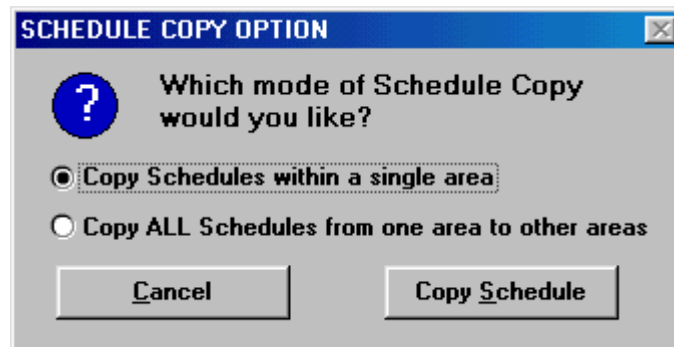 SCHEDULE COPY OPTION
?
Which mode of Schedule Copy
would you like?
Copy Schedules within a single area
Copy ALL Schedules from one area to other areas
Cancel
Copy Schedule